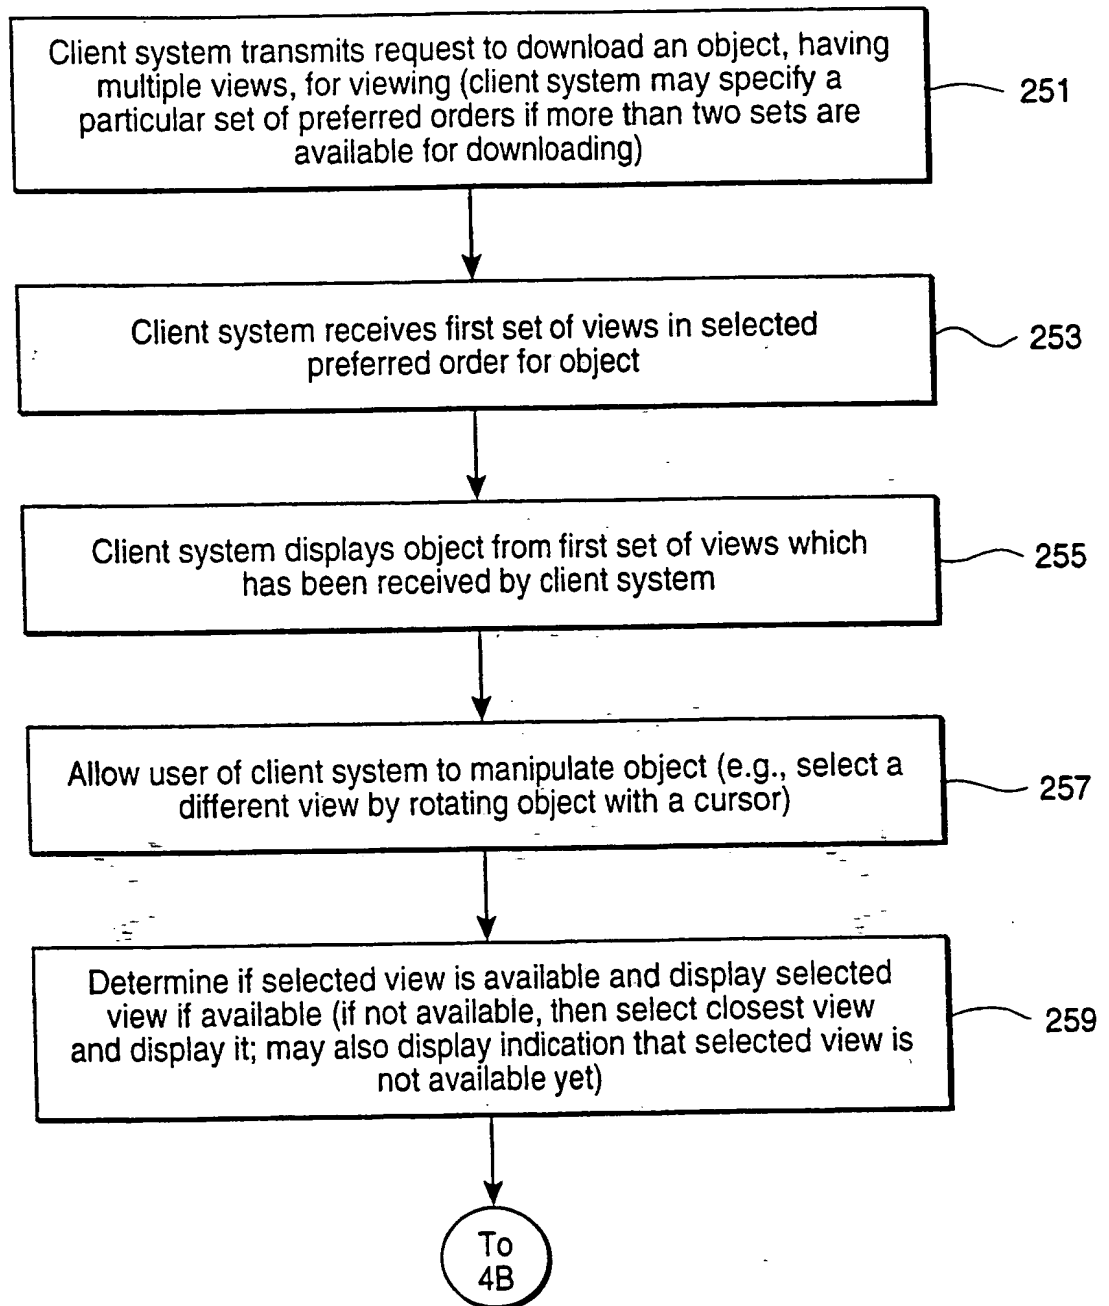 Client system transmits request to download an object, having
multiple views, for viewing (client system may specify a
particular set of preferred orders if more than two sets are
available for downloading)
251
Client system receives first set of views in selected
preferred order for object
253
Client system displays object from first set of views which
has been received by client system
255
Allow user of client system to manipulate object (e.g., select a
different view by rotating object with a cursor)
257
Determine if selected view is available and display selected
view if available (if not available, then select closest view
and display it; may also display indication that selected view is
not available yet)
259
To
4B